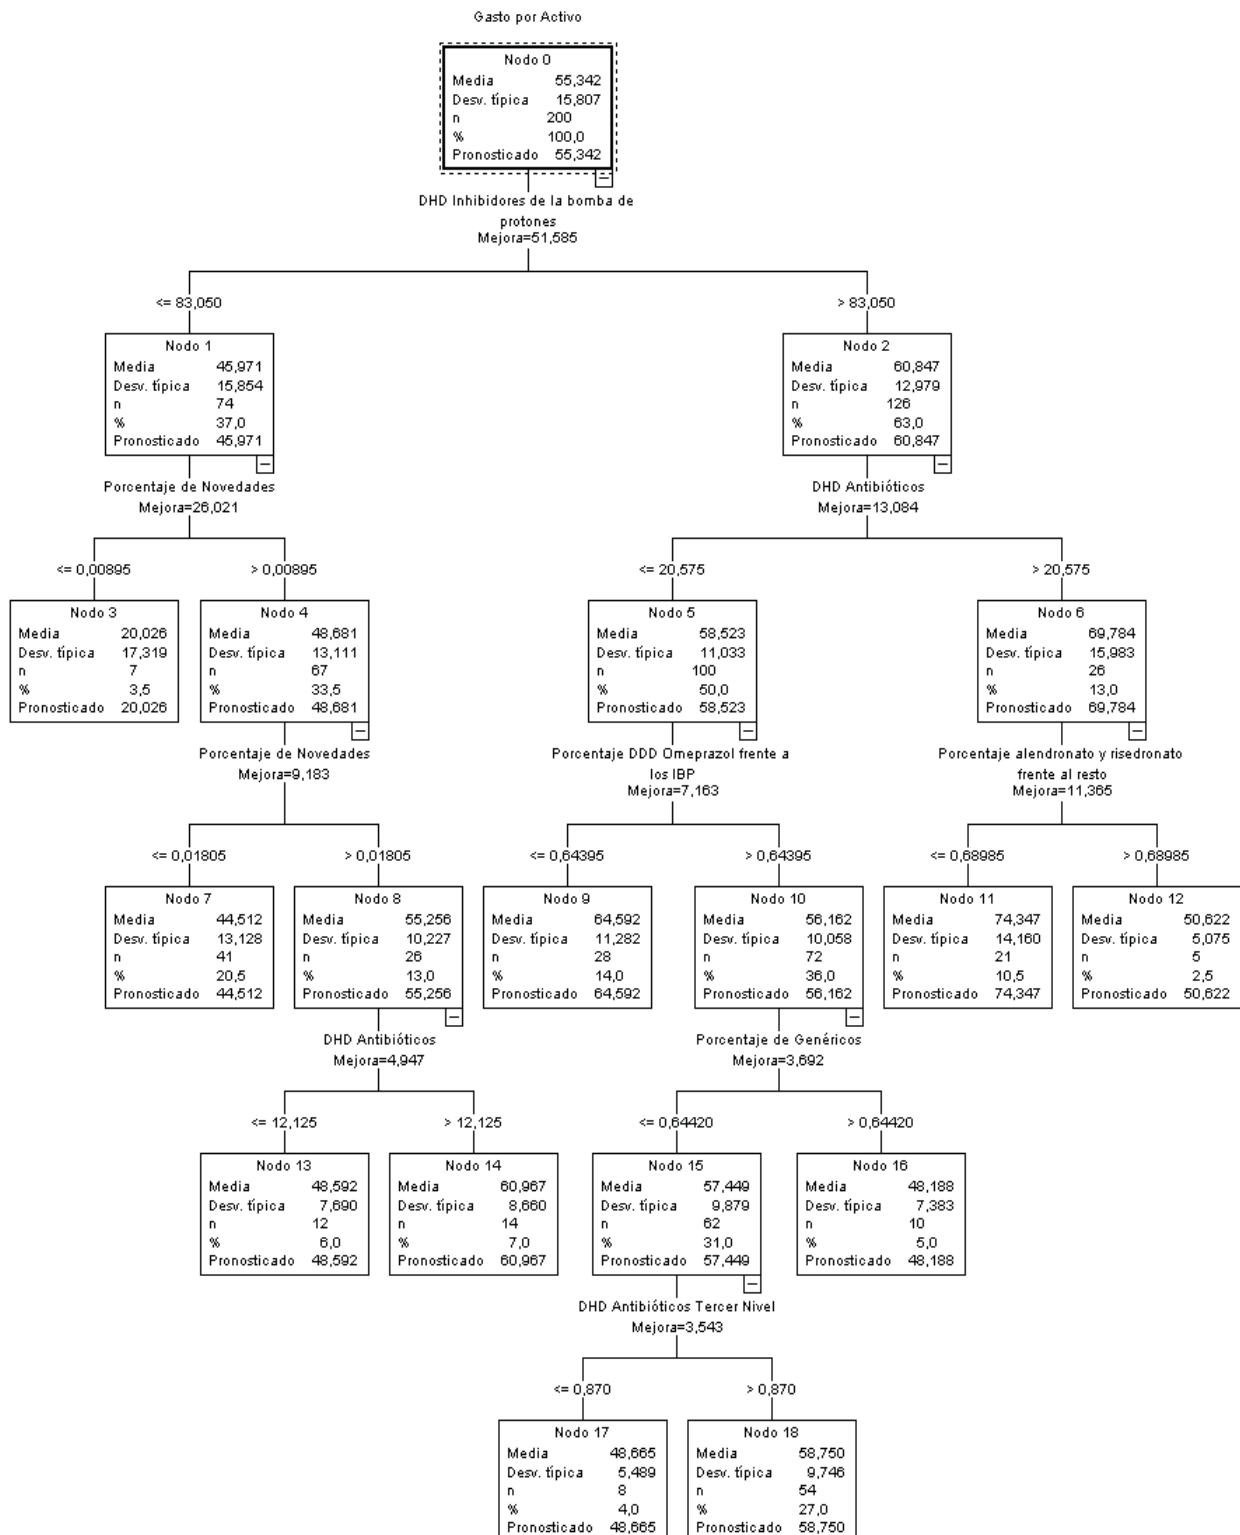 Gasto por Activo
Nodo 0
Media 55,342
Desv. típica 15,807
n 200
% 100,0
Pronosticado 55,342
DHD Inhibidores de la bomba de
protones
Mejora=51,585
<= 83,050
> 83,050
Nodo 1
Media 45,971
Desv. típica 15,854
n 74
% 37,0
Pronosticado 45,971
Nodo 2
Media 60,847
Desv. típica 12,979
n 126
% 63,0
Pronosticado 60,847
Porcentaje de Novedades
Mejora=26,021
DHD Antibióticos
Mejora=13,084
<= 0,00895
> 0,00895
<= 20,575
> 20,575
Nodo 3
Media 20,026
Desv. típica 17,319
n 7
% 3,5
Pronosticado 20,026
Nodo 4
Media 48,681
Desv. típica 13,111
n 67
% 33,5
Pronosticado 48,681
Nodo 5
Media 58,523
Desv. típica 11,033
n 100
% 50,0
Pronosticado 58,523
Nodo 6
Media 69,784
Desv. típica 15,983
n 26
% 13,0
Pronosticado 69,784
Porcentaje de Novedades
Mejora=9,183
Porcentaje DDD Omeprazol frente a
los IBP
Mejora=7,163
Porcentaje alendronato y risedronato
frente al resto
Mejora=11,365
<= 0,01805
> 0,01805
<= 0,64395
> 0,64395
<= 0,68985
> 0,68985
Nodo 7
Media 44,512
Desv. típica 13,128
n 41
% 20,5
Pronosticado 44,512
Nodo 8
Media 55,256
Desv. típica 10,227
n 26
% 13,0
Pronosticado 55,256
Nodo 9
Media 64,592
Desv. típica 11,282
n 28
% 14,0
Pronosticado 64,592
Nodo 10
Media 56,162
Desv. típica 10,058
n 72
% 36,0
Pronosticado 56,162
Nodo 11
Media 74,347
Desv. típica 14,160
n 21
% 10,5
Pronosticado 74,347
Nodo 12
Media 50,622
Desv. típica 5,075
n 5
% 2,5
Pronosticado 50,622
DHD Antibióticos
Mejora=4,947
Porcentaje de Genéricos
Mejora=3,692
<= 12,125
> 12,125
<= 0,64420
> 0,64420
Nodo 13
Media 48,592
Desv. típica 7,690
n 12
% 6,0
Pronosticado 48,592
Nodo 14
Media 60,967
Desv. típica 8,660
n 14
% 7,0
Pronosticado 60,967
Nodo 15
Media 57,449
Desv. típica 9,879
n 62
% 31,0
Pronosticado 57,449
Nodo 16
Media 48,188
Desv. típica 7,383
n 10
% 5,0
Pronosticado 48,188
DHD Antibióticos Tercer Nivel
Mejora=3,543
<= 0,870
> 0,870
Nodo 17
Media 48,665
Desv. típica 5,489
n 8
% 4,0
Pronosticado 48,665
Nodo 18
Media 58,750
Desv. típica 9,746
n 54
% 27,0
Pronosticado 58,750